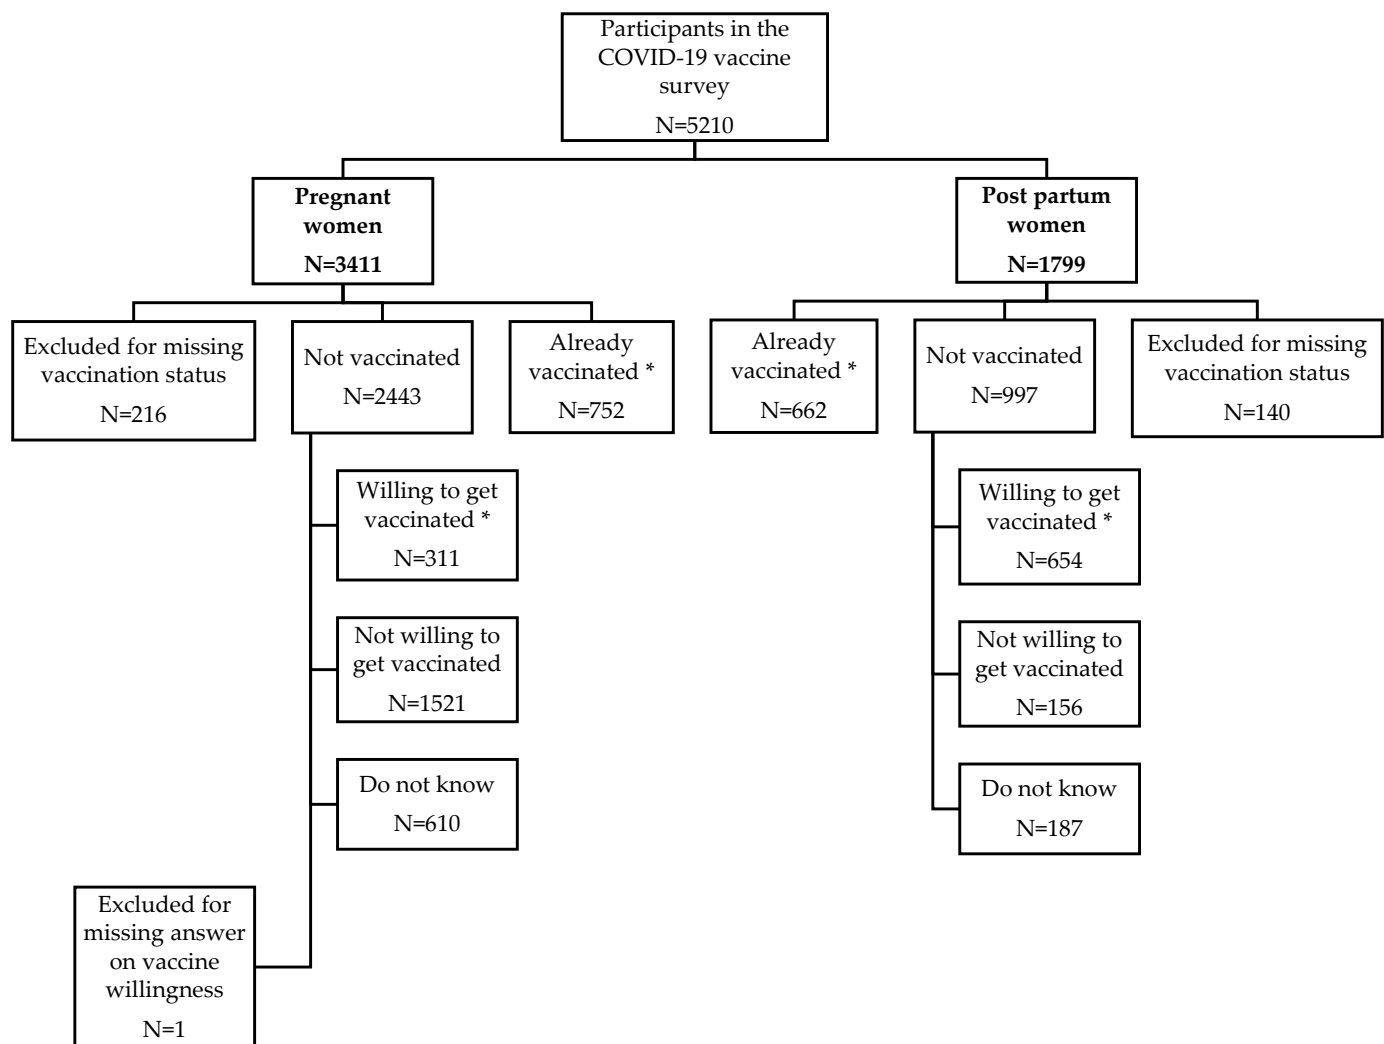 Participants in the
COVID-19 vaccine
survey
N=5210
Pregnant
women
N=3411
Post partum
women
N=1799
Excluded for missing
vaccination status
N=216
Not vaccinated
N=2443
Already
vaccinated *
N=752
Already
vaccinated *
N=662
Not vaccinated
N=997
Excluded for missing
vaccination status
N=140
Willing to get
vaccinated *
N=311
Not willing to
get vaccinated
N=1521
Do not know
N=610
Excluded for
missing answer
on vaccine
willingness
N=1
Willing to get
vaccinated *
N=654
Not willing to
get vaccinated
N=156
Do not know
N=187